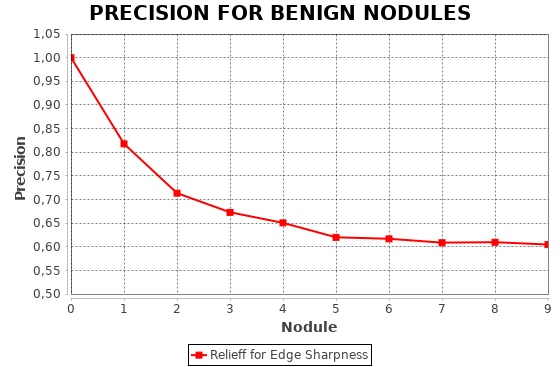 PRECISION FOR BENIGN NODULES
1,05
1,00
0,95
0,90
0,85
0,80
0,75
0,70
0,65
0,60
0,55
0,50
Precision
0 1 2 3 4 5 6 7 8 9
Nodule
Relieff for Edge Sharpness